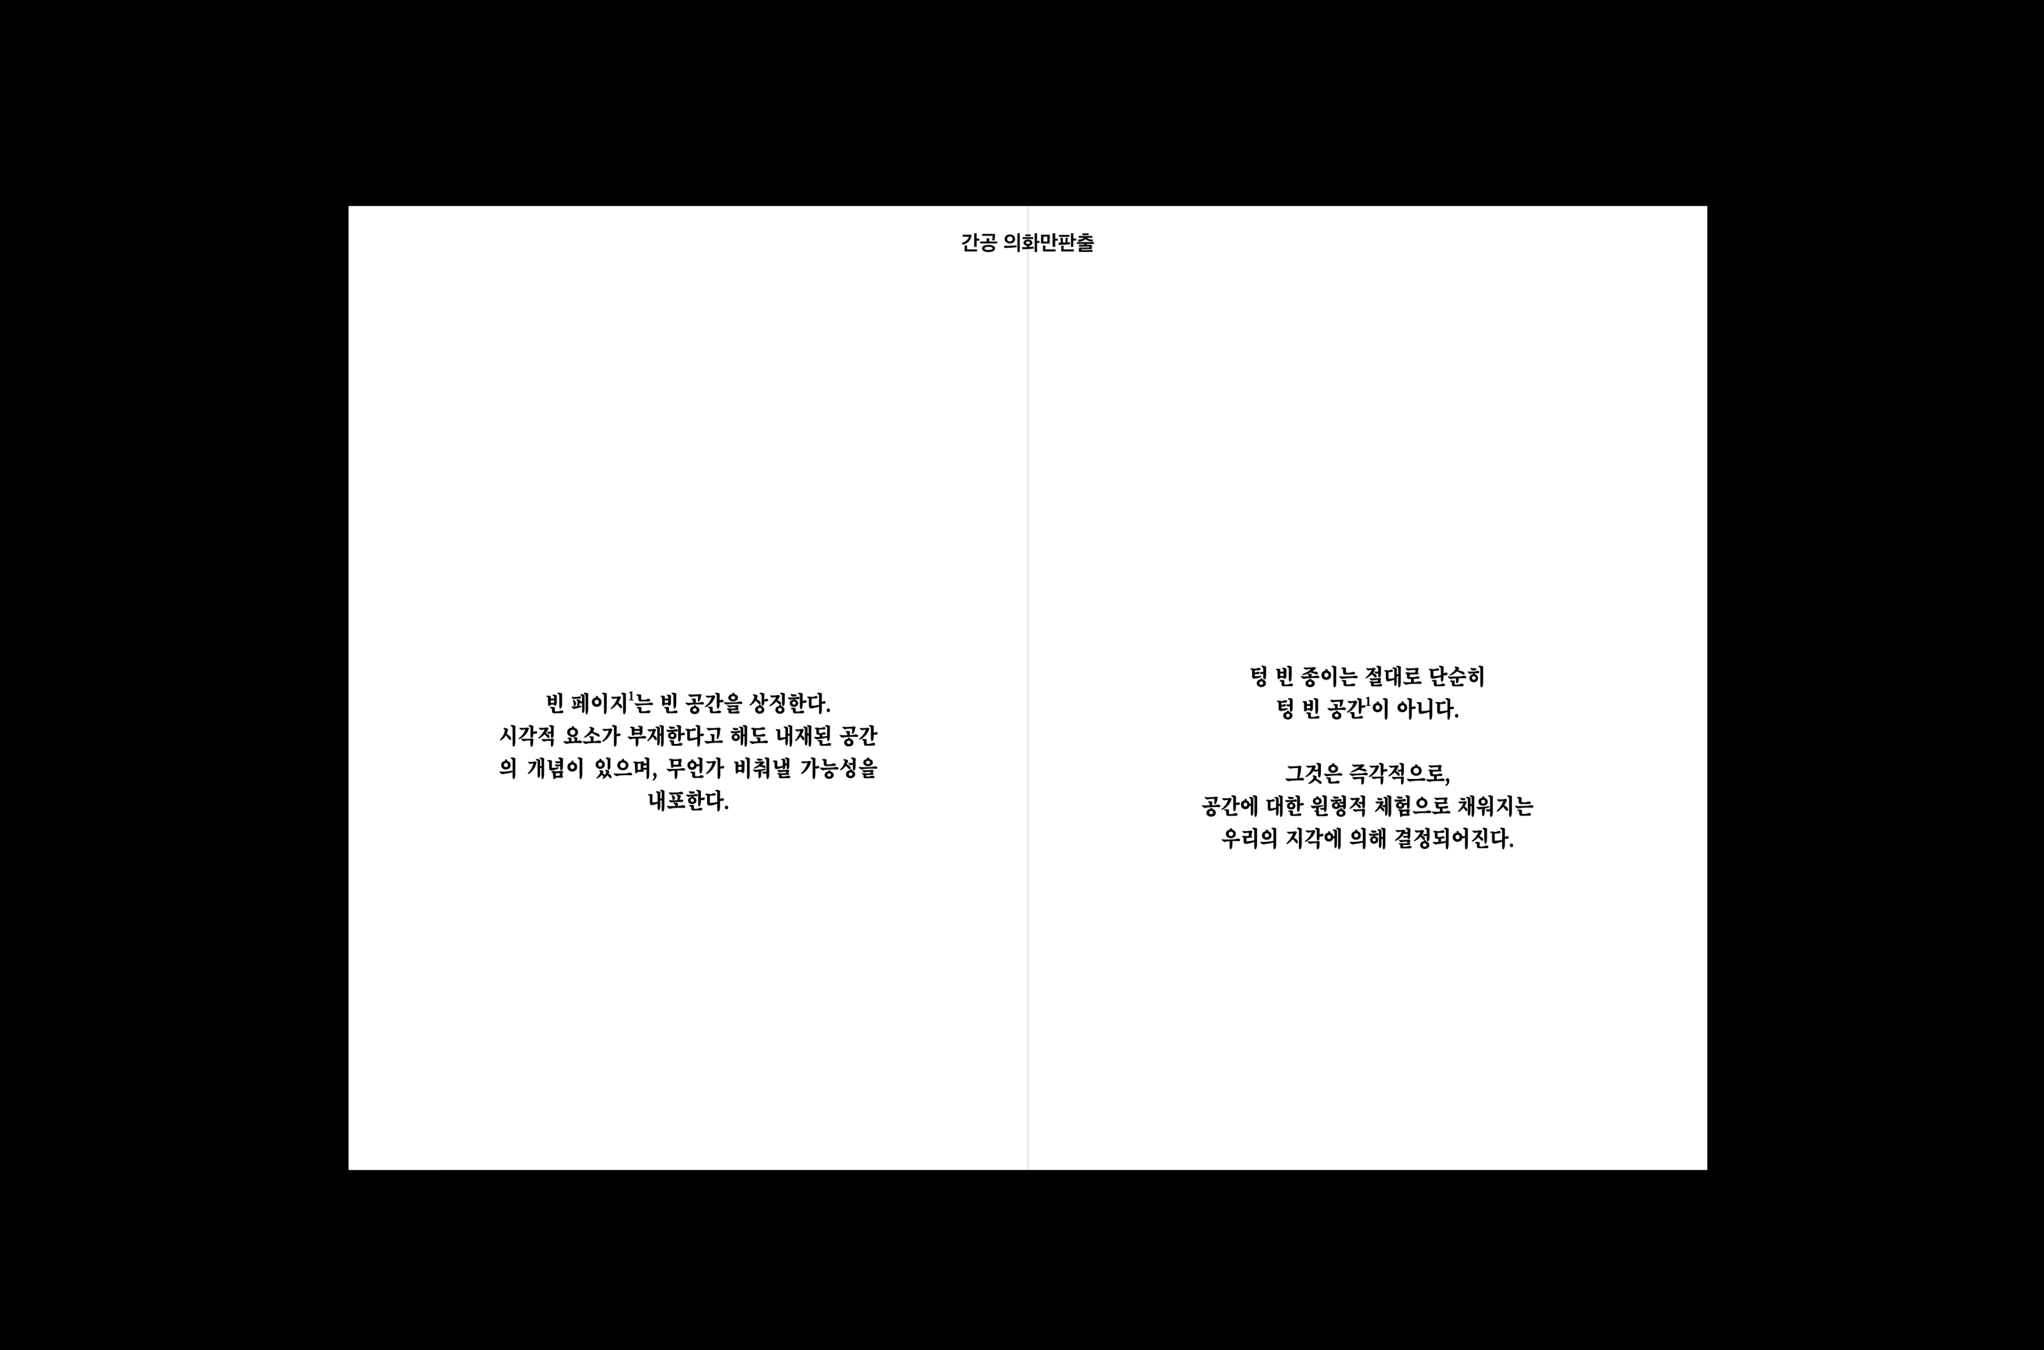 간공 의화만판출
빈 페이지¹는 빈 공간을 상징한다.
시각적 요소가 부재한다고 해도 내재된 공간
의 개념이 있으며, 무언가 비춰낼 가능성을
내포한다.
텅 빈 종이는 절대로 단순히
텅 빈 공간¹이 아니다.
그것은 즉각적으로,
공간에 대한 원형적 체험으로 채워지는
우리의 지각에 의해 결정되어진다.